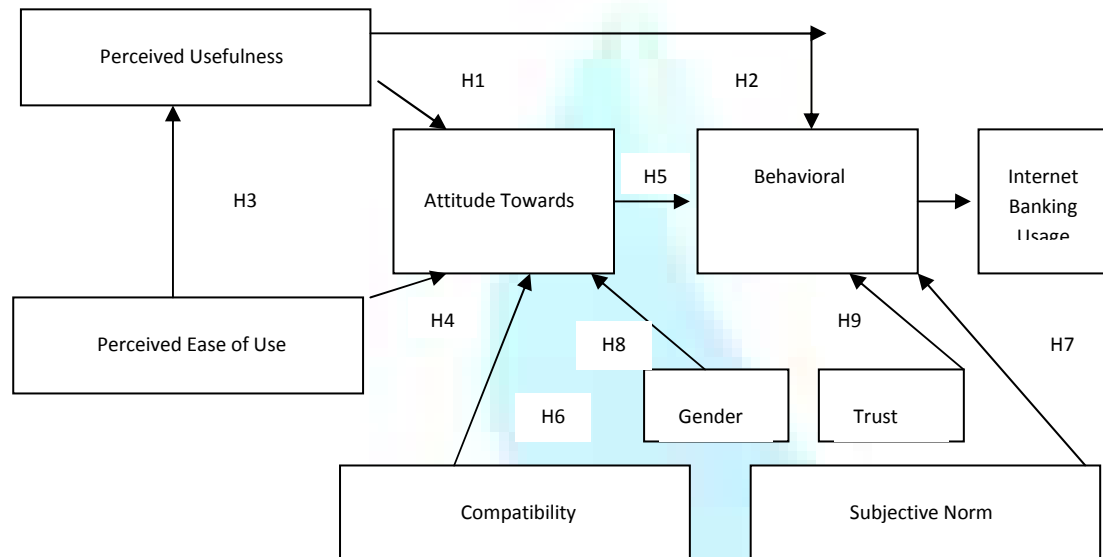 Perceived Usefulness
H1
H2
Attitude Towards
H5
Behavioral
Internet
Banking
Usage
H3
Perceived Ease of Use
H4
H8
H9
H7
H6
Gender
Trust
Compatibility
Subjective Norm